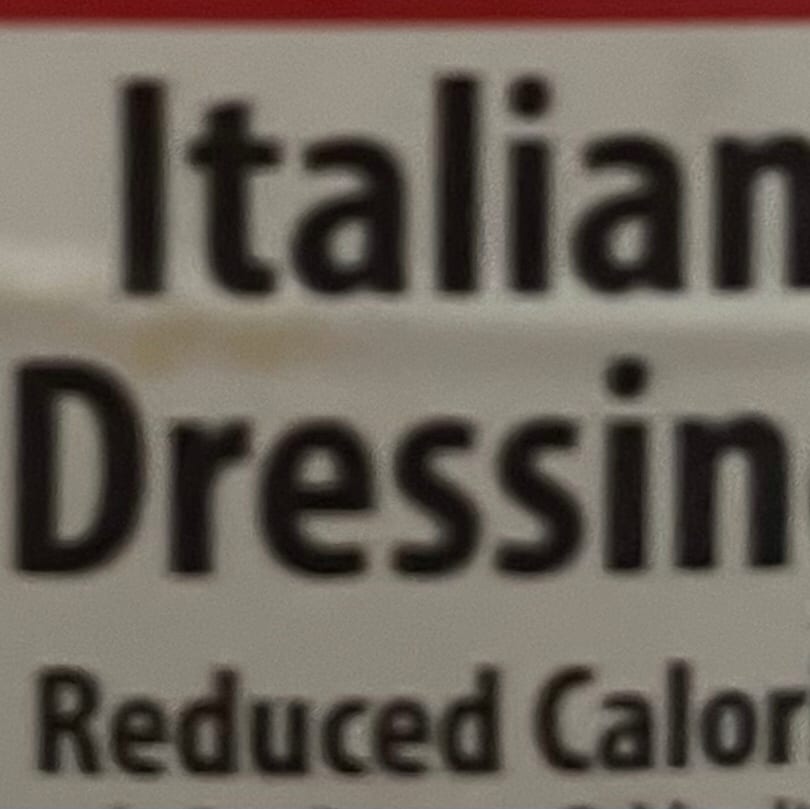 Italian
Dressin
Reduced Calor